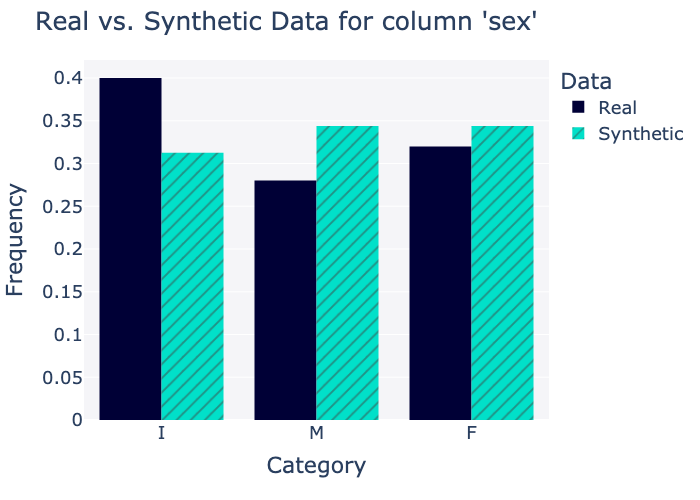 Real vs. Synthetic Data for column 'sex'
Data
Real
Synthetic
Frequency
0.4
0.35
0.3
0.25
0.2
0.15
0.1
0.05
0
I M F
Category